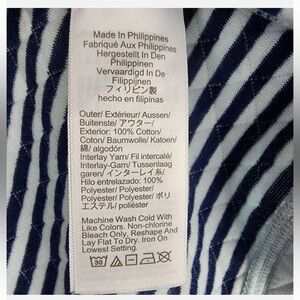 Made In Philippines
Fabriqué Aux Philippines
Hergestellt In Den
Philippinen
Vervaardigd In De
Filippijnen
フィリピン製
hecho en filipinas
Outer/ Extérieur/ Aussen/
Buitenste/ アウター/
Exterior: 100% Cotton/
Coton/ Baumwolle/ Katoen/
綿/ algodón
Interlay Yarn/ Fil intercalé/
Interlay-Garn/ Tussenlaag
garen/ インターレイ糸/
Hilo entrelazado: 100%
Polyester/ Polyester/
Polyester/ Polyester/ ポリ
エステル/ poliéster
Machine Wash Cold With
Like Colors. Non-chlorine
Bleach Only. Reshape And
Lay Flat To Dry. Iron On
Lowest Setting.
30